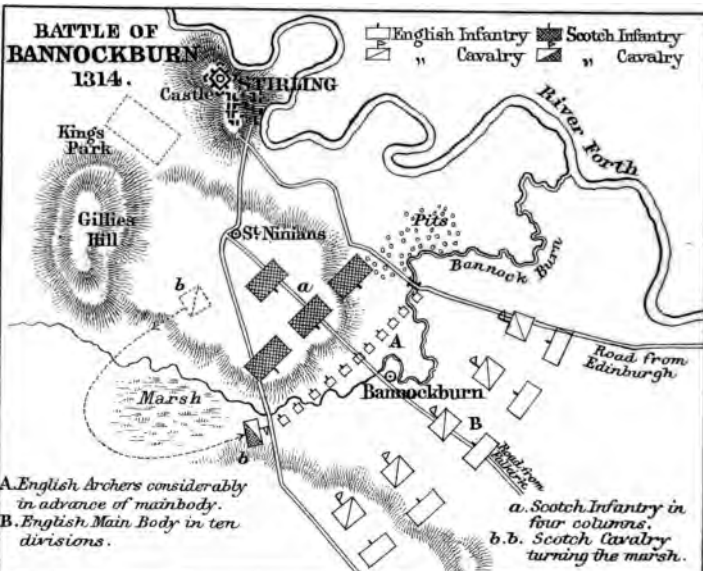 BATTLE OF
BANNOCKBURN
1314.
English Infantry
Scotch Infantry
„ Cavalry
„ Cavalry
STIRLING
Castle
Kings
Park
Gillies
Hill
River Forth
St. Ninians
Pits
Bannock Burn
b
a
A
Road from
Edinburgh
Bannockburn
Marsh
B
b
Road from
Falkirk
A. English Archers considerably
in advance of mainbody.
B. English Main Body in ten
divisions.
a. Scotch Infantry in
four columns.
b.b. Scotch Cavalry
turning the marsh.